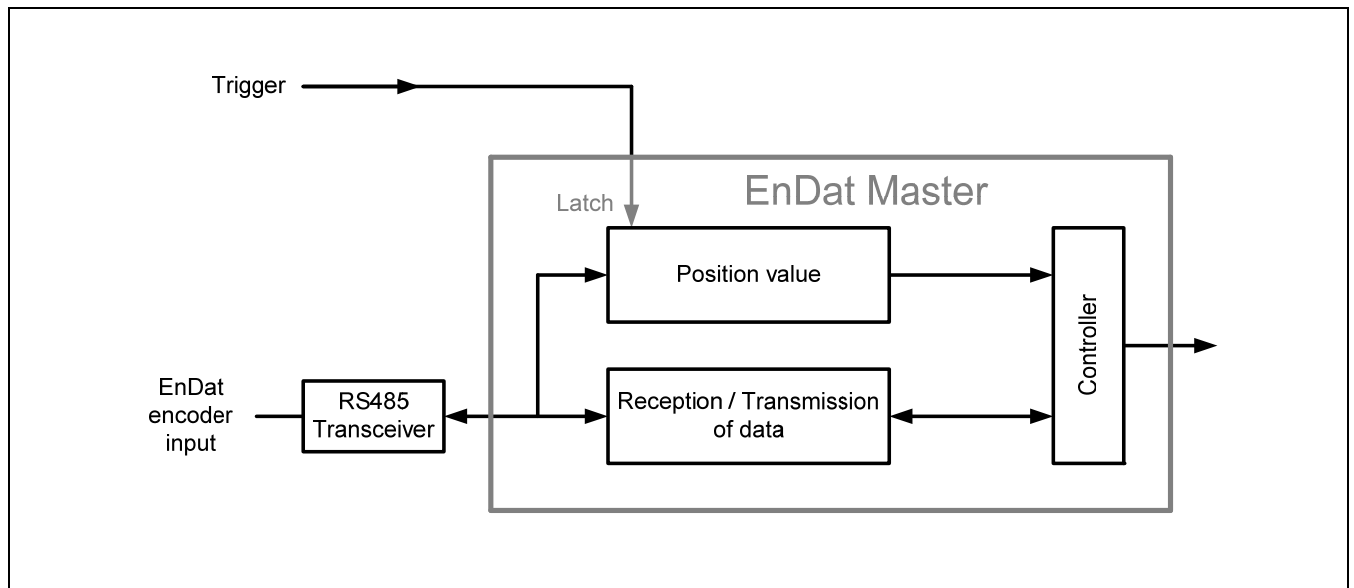 Trigger
EnDat Master
Latch
Position value
Controller
EnDat
encoder
input
RS485
Transceiver
Reception / Transmission
of data